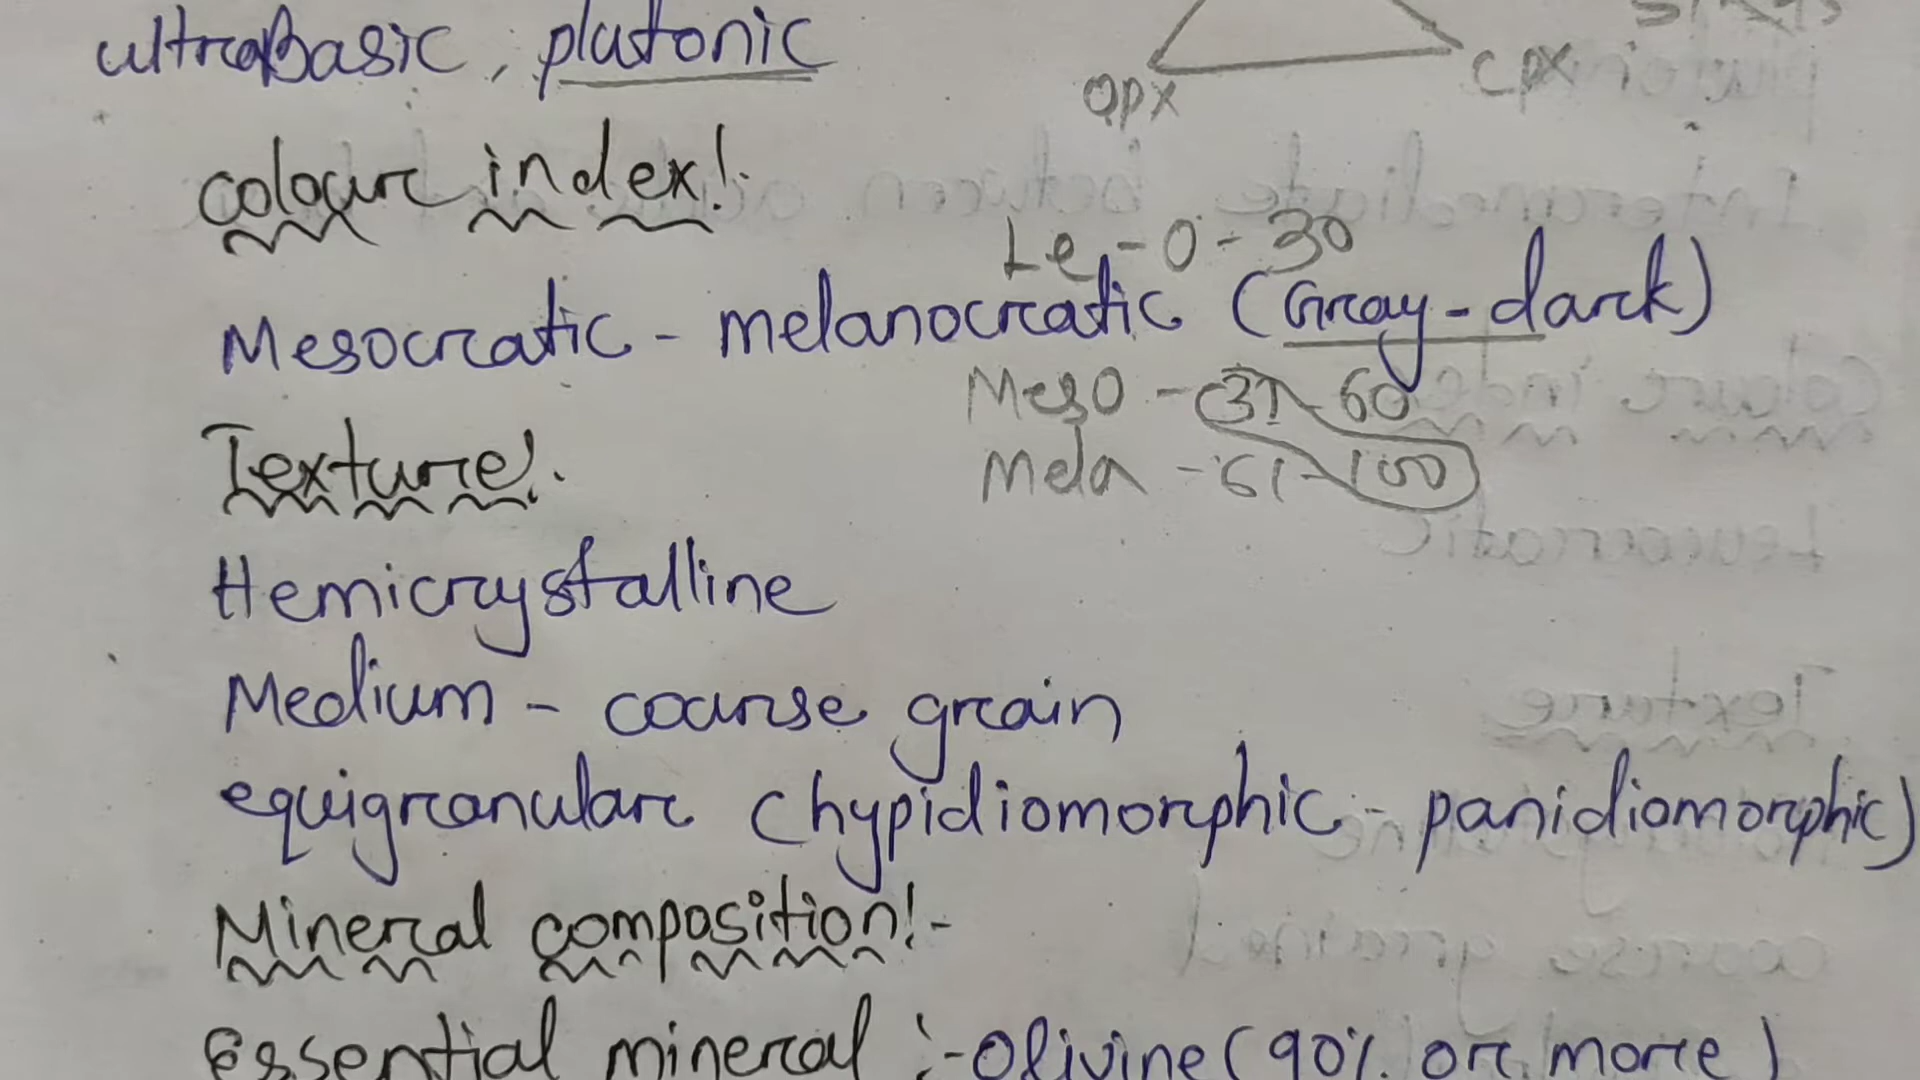 ultraBasic, plutonic
opx
cpx
colour index!-
Le - 0 - 30
Mesocratic - melanocratic (Gray - dark)
Meso - 31 - 60
Texture!-
Mela - 61 - 100
Hemicrystalline
Medium - coarse grain
equigranular (hypidiomorphic - panidiomorphic)
Mineral composition!-
Essential mineral :- Olivine (90% or more)